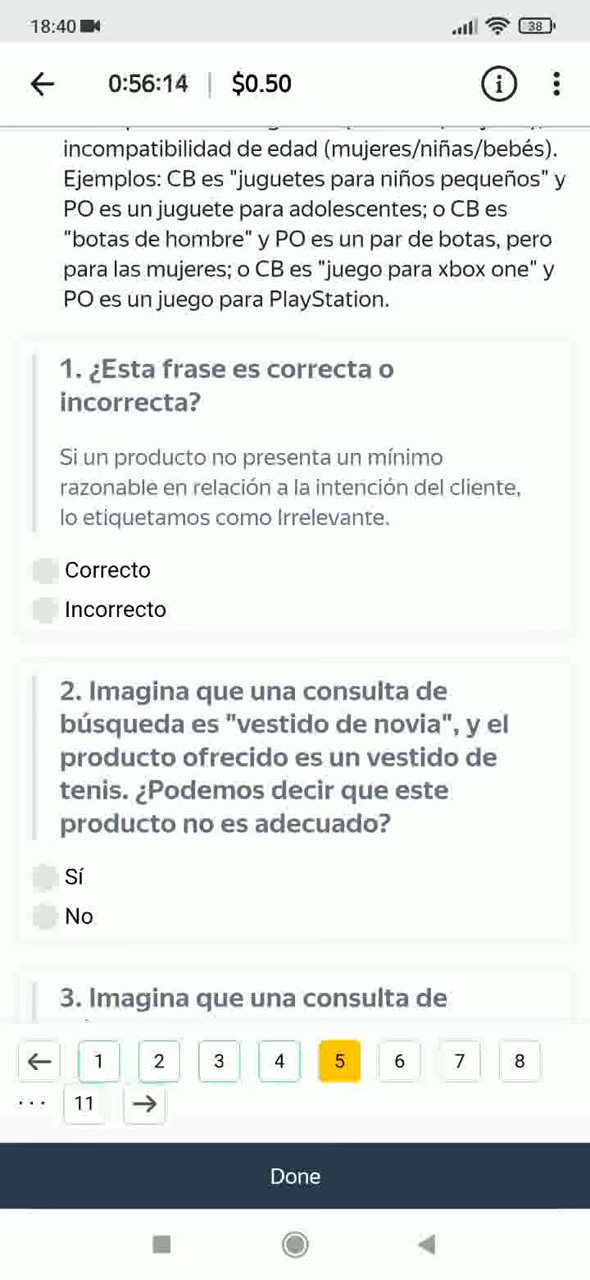 18:40
38
0:56:14 | $0.50
incompatibilidad de edad (mujeres/niñas/bebés).
Ejemplos: CB es "juguetes para niños pequeños" y
PO es un juguete para adolescentes; o CB es
"botas de hombre" y PO es un par de botas, pero
para las mujeres; o CB es "juego para xbox one" y
PO es un juego para PlayStation.
1. ¿Esta frase es correcta o
incorrecta?
Si un producto no presenta un mínimo
razonable en relación a la intención del cliente,
lo etiquetamos como Irrelevante.
Correcto
Incorrecto
2. Imagina que una consulta de
búsqueda es "vestido de novia", y el
producto ofrecido es un vestido de
tenis. ¿Podemos decir que este
producto no es adecuado?
Sí
No
3. Imagina que una consulta de
1 2 3 4 5 6 7 8
... 11
Done